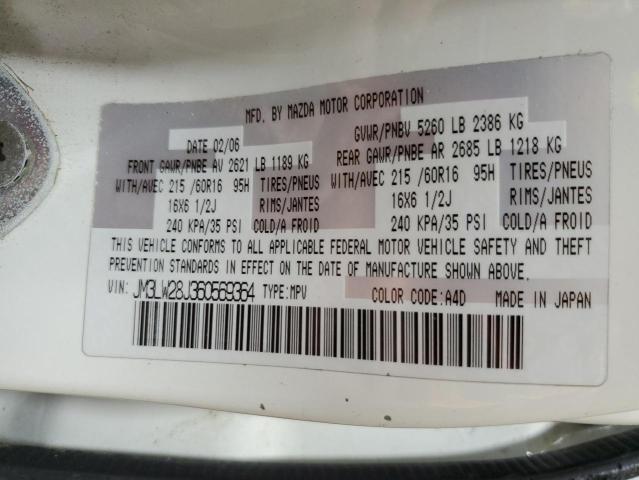 MFD. BY MAZDA MOTOR CORPORATION
DATE 02/06 GVWR/PNBV 5260 LB 2386 KG
FRONT GAWR/PNBE AV 2621 LB 1189 KG REAR GAWR/PNBE AR 2685 LB 1218 KG
WITH/AVEC 215 /60R16 95H TIRES/PNEUS WITH/AVEC 215 /60R16 95H TIRES/PNEUS
16X6 1/2J RIMS/JANTES 16X6 1/2J RIMS/JANTES
240 KPA/35 PSI COLD/A FROID 240 KPA/35 PSI COLD/A FROID
THIS VEHICLE CONFORMS TO ALL APPLICABLE FEDERAL MOTOR VEHICLE SAFETY AND THEFT
PREVENTION STANDARDS IN EFFECT ON THE DATE OF MANUFACTURE SHOWN ABOVE.
VIN: JM3LW28J360569364 TYPE:MPV COLOR CODE:A4D MADE IN JAPAN